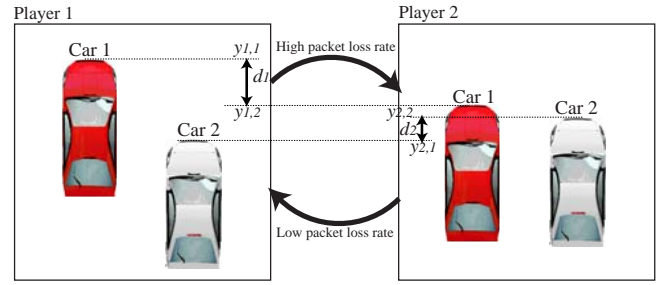 Player 1
Player 2
Car 1
y1,1
High packet loss rate
d1
Car 1
y1,2
y2,2
Car 2
Car 2
d2
y2,1
Low packet loss rate